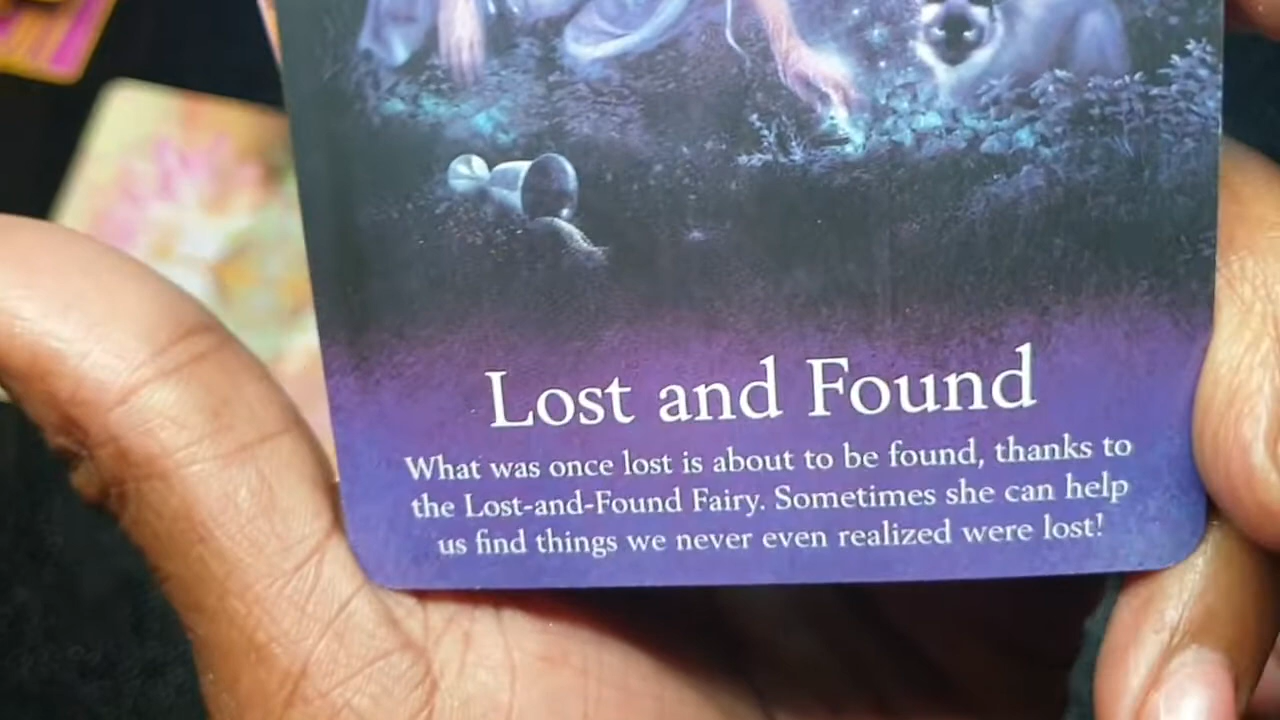 Lost and Found
What was once lost is about to be found, thanks to
the Lost-and-Found Fairy. Sometimes she can help
us find things we never even realized were lost!